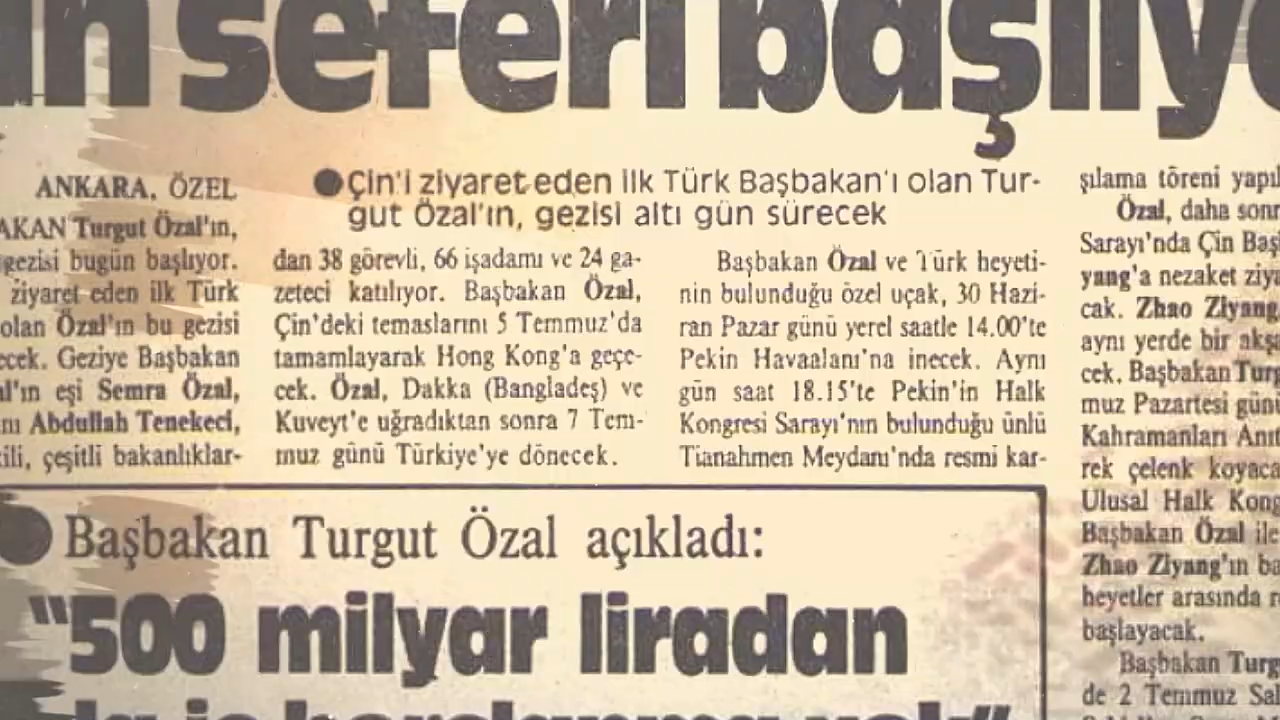 in seferi başlıyo
ANKARA, ÖZEL
AKAN Turgut Özal'ın,
gezisi bugün başlıyor.
ziyaret eden ilk Türk
olan Özal'ın bu gezisi
ecek. Geziye Başbakan
al'ın eşi Semra Özal,
nı Abdullah Tenekeci,
kili, çeşitli bakanlıklar-
●Çin'i ziyaret eden ilk Türk Başbakan'ı olan Tur-
gut Özal'ın, gezisi altı gün sürecek
dan 38 görevli, 66 işadamı ve 24 ga-
zeteci katılıyor. Başbakan Özal,
Çin'deki temaslarını 5 Temmuz'da
tamamlayarak Hong Kong'a geçe-
cek. Özal, Dakka (Bangladeş) ve
Kuveyt'e uğradıktan sonra 7 Tem-
muz günü Türkiye'ye dönecek.
Başbakan Özal ve Türk heyeti-
nin bulunduğu özel uçak, 30 Hazi-
ran Pazar günü yerel saatle 14.00'te
Pekin Havaalanı'na inecek. Aynı
gün saat 18.15'te Pekin'in Halk
Kongresi Sarayı'nın bulunduğu ünlü
Tianahmen Meydanı'nda resmi kar-
şılama töreni yapıl
Özal, daha sonr
Sarayı'nda Çin Baş
yang'a nezaket ziya
cak. Zhao Ziyang,
aynı yerde bir akşa
cek. Başbakan Turg
muz Pazartesi günü
Kahramanları Anıt
rek çelenk koyaca
Ulusal Halk Kong
Başbakan Özal ile
Zhao Ziyang'ın ba
heyetler arasında r
başlayacak.
Başbakan Turg
de 2 Temmuz Sal
● Başbakan Turgut Özal açıkladı:
"500 milyar liradan